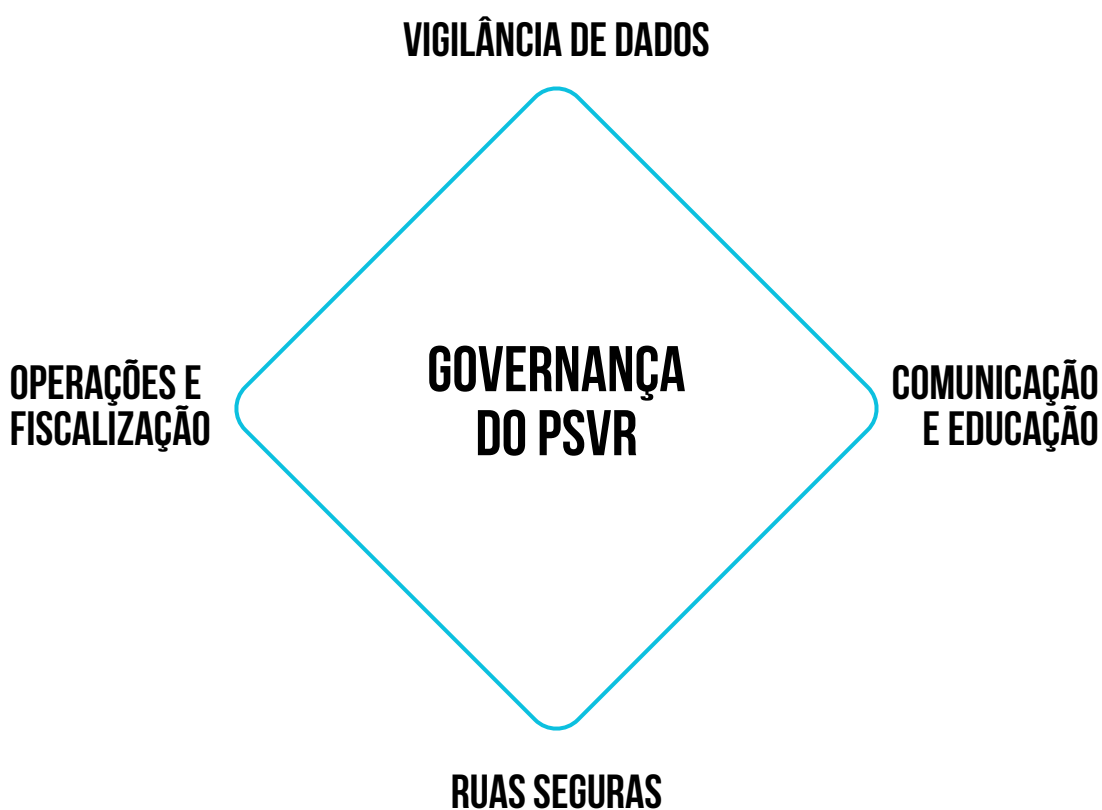 VIGILÂNCIA DE DADOS
OPERAÇÕES E
FISCALIZAÇÃO
GOVERNANÇA
DO PSVR
COMUNICAÇÃO
E EDUCAÇÃO
RUAS SEGURAS